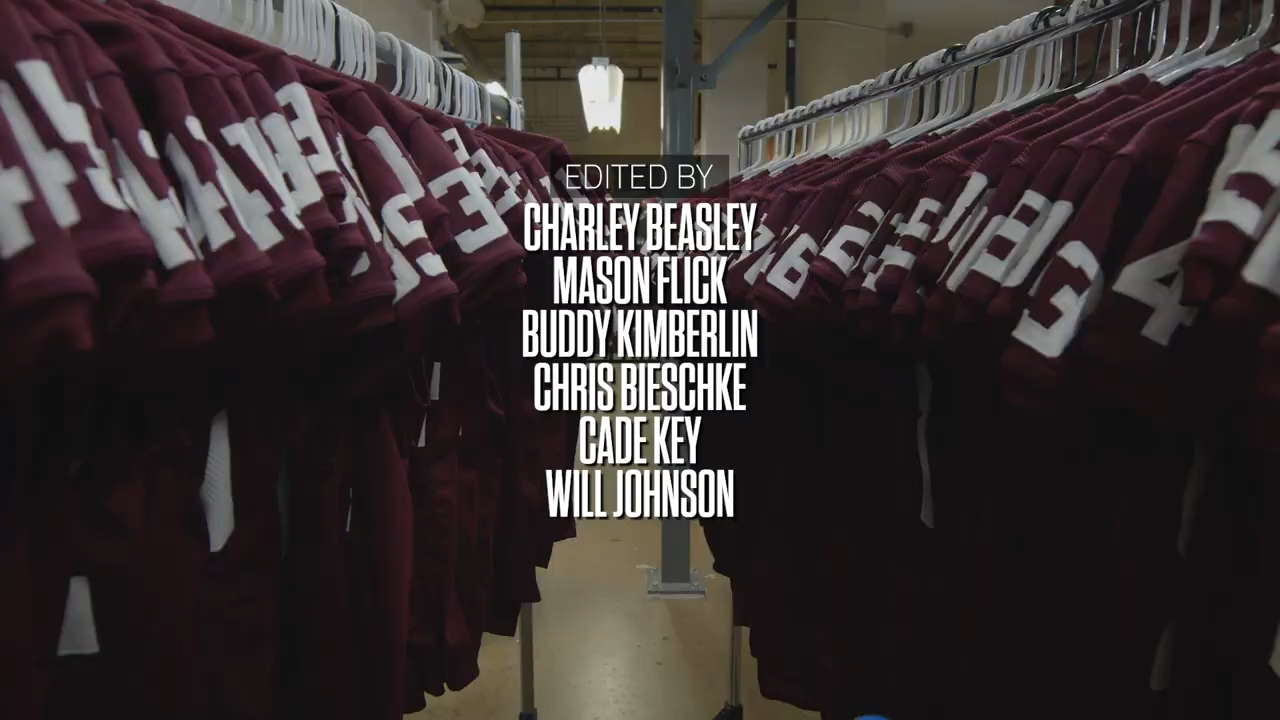 EDITED BY
CHARLEY BEASLEY
MASON FLICK
BUDDY KIMBERLIN
CHRIS BIESCHKE
CADE KEY
WILL JOHNSON